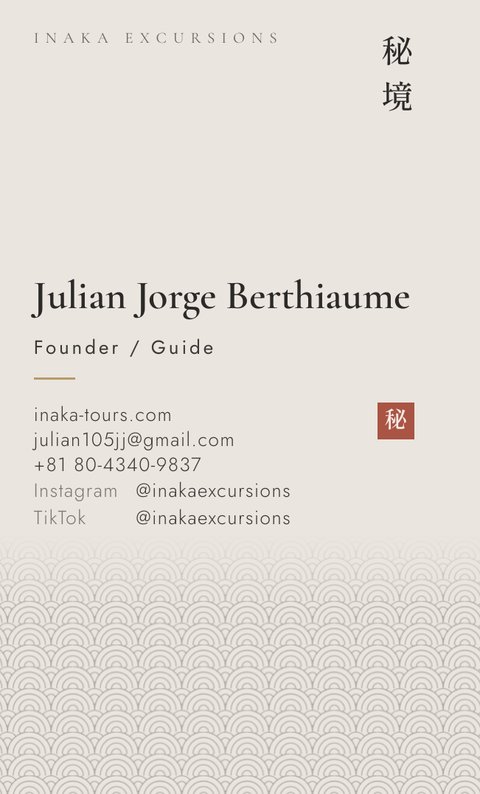 INAKA EXCURSIONS
秘境
Julian Jorge Berthiaume
Founder / Guide
inaka-tours.com
julian105jj@gmail.com
+81 80-4340-9837
Instagram @inakaexcursions
TikTok @inakaexcursions
秘